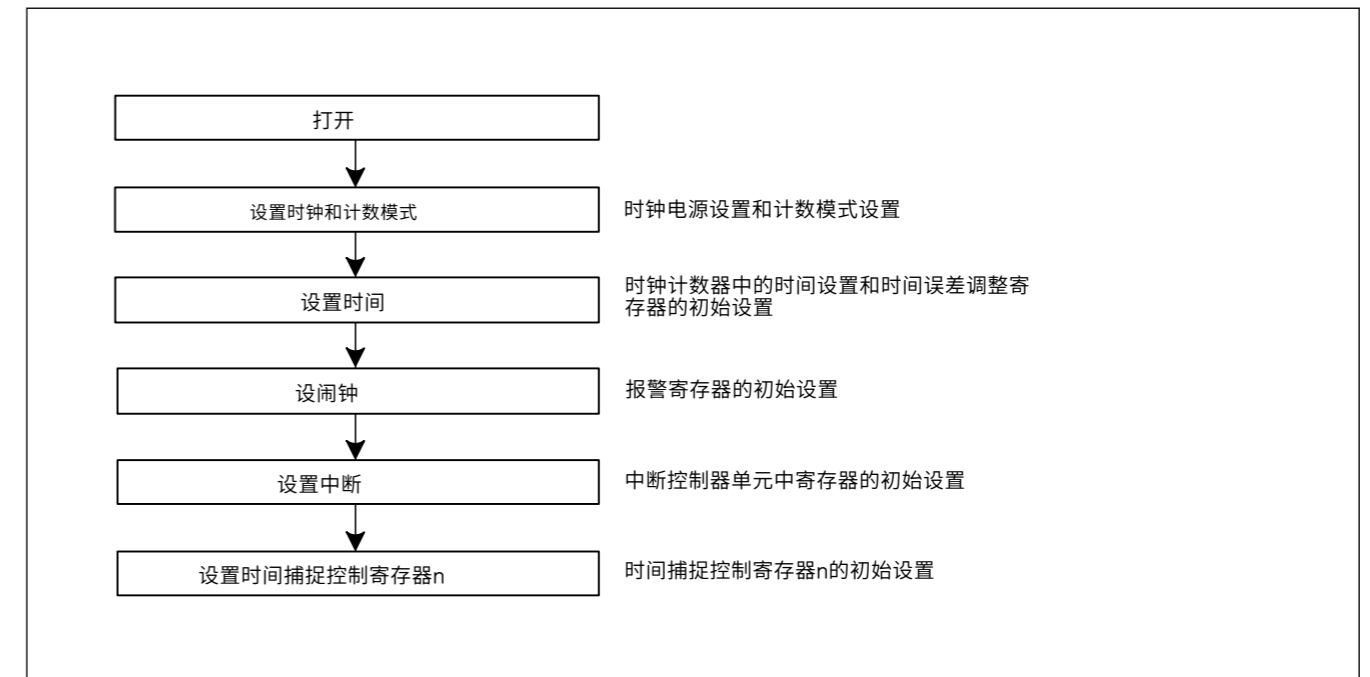 打开
设置时钟和计数模式
时钟电源设置和计数模式设置
设置时间
时钟计数器中的时间设置和时间误差调整寄
存器的初始设置
设闹钟
报警寄存器的初始设置
设置中断
中断控制器单元中寄存器的初始设置
设置时间捕捉控制寄存器n
时间捕捉控制寄存器n的初始设置